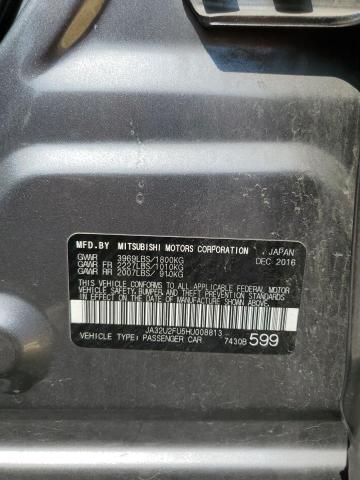 MFD.BY MITSUBISHI MOTORS CORPORATION , JAPAN
GVWR 3969LBS/1800KG DEC 2016
GAWR FR 2227LBS/1010KG
GAWR RR 2007LBS/ 910KG
THIS VEHICLE CONFORMS TO ALL APPLICABLE FEDERAL MOTOR
VEHICLE SAFETY, BUMPER, AND THEFT PREVENTION STANDARDS
IN EFFECT ON THE DATE OF MANUFACTURE SHOWN
ABOVE.
JA32U2FU5HU008813
VEHICLE TYPE: PASSENGER CAR 7430B 599